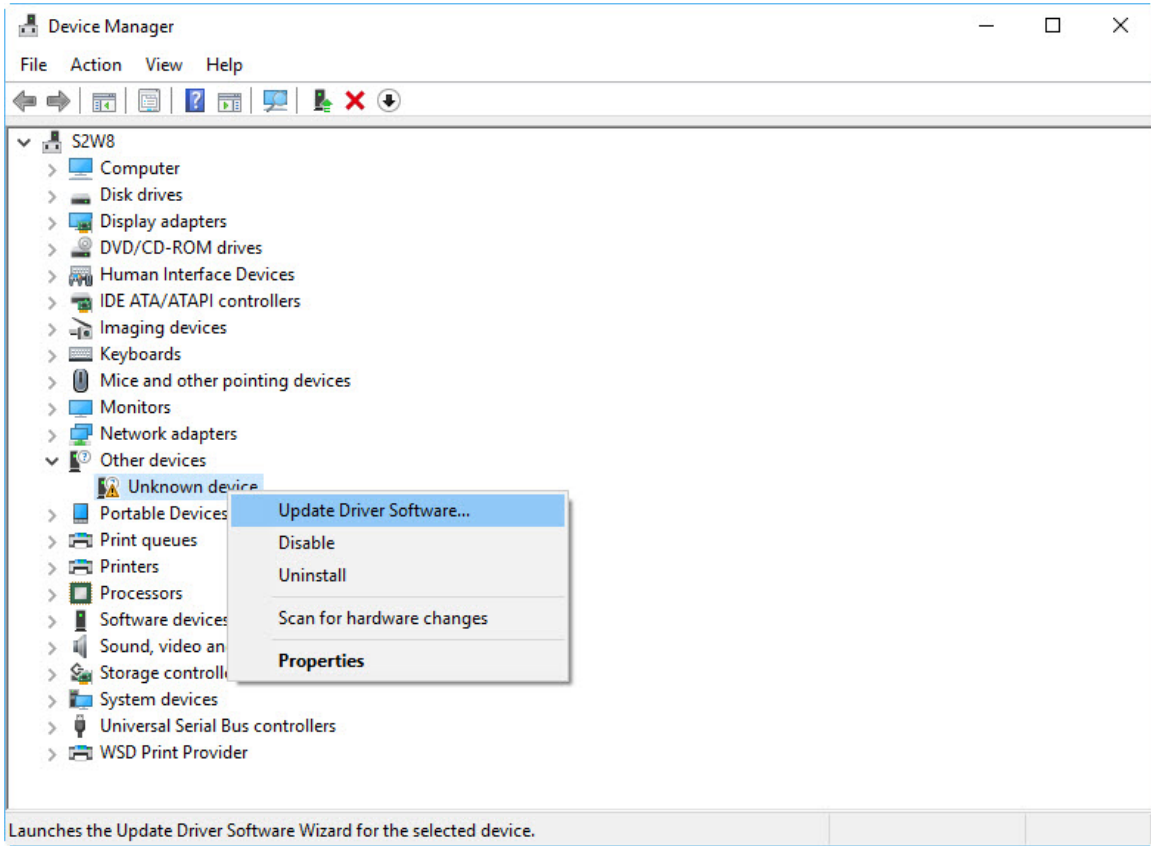 Device Manager
File Action View Help
S2W8
Computer
Disk drives
Display adapters
DVD/CD-ROM drives
Human Interface Devices
IDE ATA/ATAPI controllers
Imaging devices
Keyboards
Mice and other pointing devices
Monitors
Network adapters
Other devices
Unknown device
Portable Devices
Print queues
Printers
Processors
Software devices
Sound, video an
Storage controll
System devices
Universal Serial Bus controllers
WSD Print Provider
Update Driver Software...
Disable
Uninstall
Scan for hardware changes
Properties
Launches the Update Driver Software Wizard for the selected device.